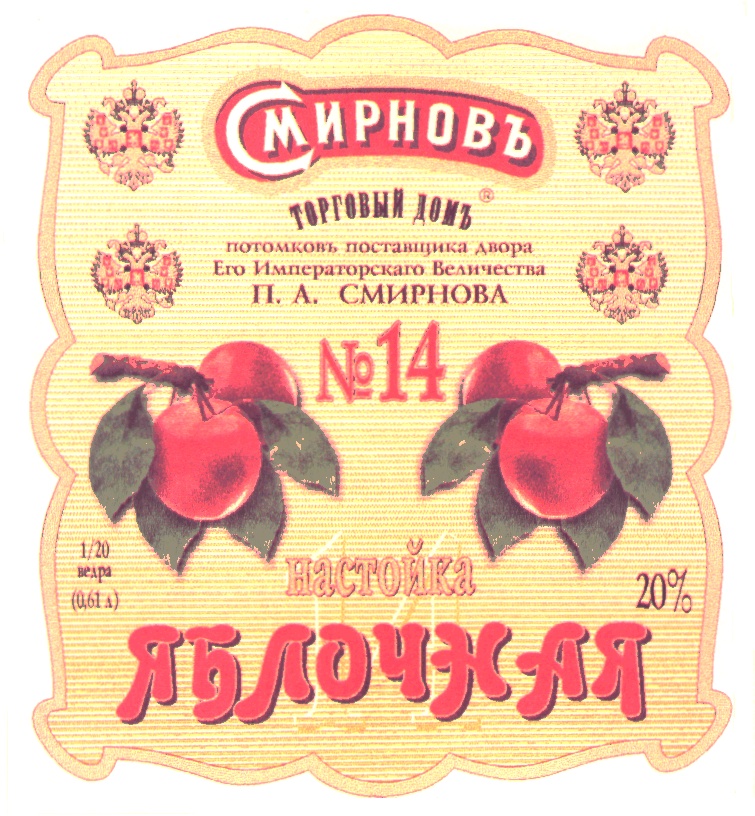 Смирновъ
ТОРГОВЫЙ ДОМЪ ®
потомковъ поставщика двора
Его Императорскаго Величества
П. А. СМИРНОВА
№14
1/20
ведра
(0,61 л)
настойка
20%
ЯБЛОЧНАЯ